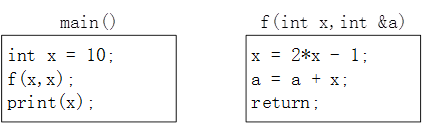 main()
int x = 10;
f(x,x);
print(x);
f(int x,int &a)
x = 2*x - 1;
a = a + x;
return;